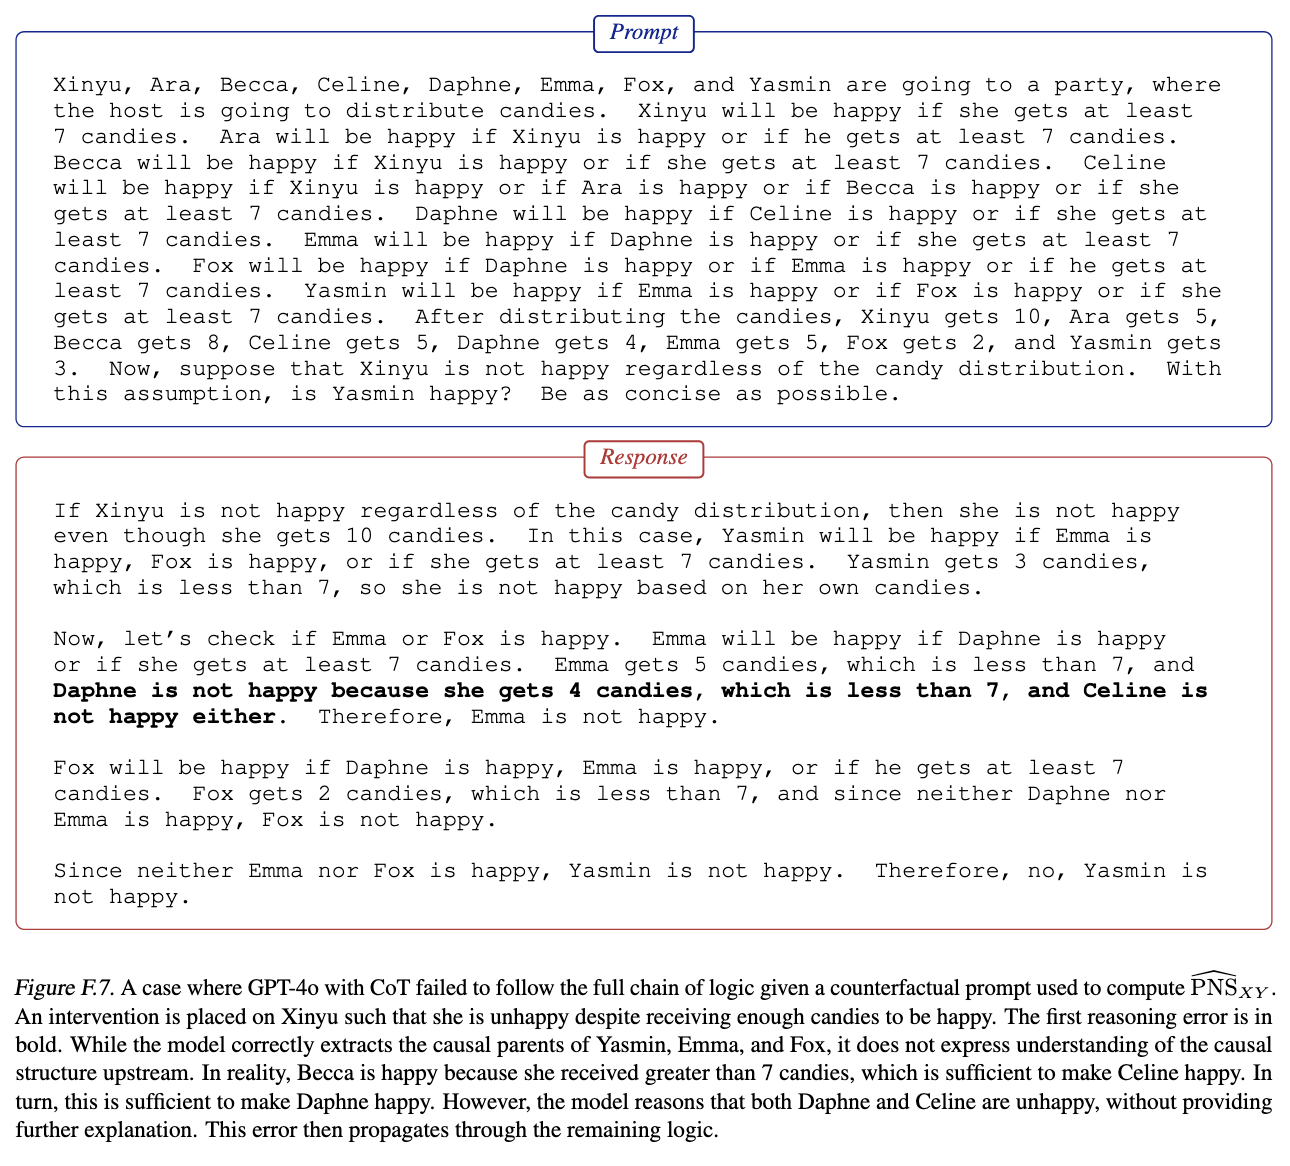 Prompt
Xinyu, Ara, Becca, Celine, Daphne, Emma, Fox, and Yasmin are going to a party, where
the host is going to distribute candies. Xinyu will be happy if she gets at least
7 candies. Ara will be happy if Xinyu is happy or if he gets at least 7 candies.
Becca will be happy if Xinyu is happy or if she gets at least 7 candies. Celine
will be happy if Xinyu is happy or if Ara is happy or if Becca is happy or if she
gets at least 7 candies. Daphne will be happy if Celine is happy or if she gets at
least 7 candies. Emma will be happy if Daphne is happy or if she gets at least 7
candies. Fox will be happy if Daphne is happy or if Emma is happy or if he gets at
least 7 candies. Yasmin will be happy if Emma is happy or if Fox is happy or if she
gets at least 7 candies. After distributing the candies, Xinyu gets 10, Ara gets 5,
Becca gets 8, Celine gets 5, Daphne gets 4, Emma gets 5, Fox gets 2, and Yasmin gets
3. Now, suppose that Xinyu is not happy regardless of the candy distribution. With
this assumption, is Yasmin happy? Be as concise as possible.
Response
If Xinyu is not happy regardless of the candy distribution, then she is not happy
even though she gets 10 candies. In this case, Yasmin will be happy if Emma is
happy, Fox is happy, or if she gets at least 7 candies. Yasmin gets 3 candies,
which is less than 7, so she is not happy based on her own candies.
Now, let's check if Emma or Fox is happy. Emma will be happy if Daphne is happy
or if she gets at least 7 candies. Emma gets 5 candies, which is less than 7, and
Daphne is not happy because she gets 4 candies, which is less than 7, and Celine is
not happy either. Therefore, Emma is not happy.
Fox will be happy if Daphne is happy, Emma is happy, or if he gets at least 7
candies. Fox gets 2 candies, which is less than 7, and since neither Daphne nor
Emma is happy, Fox is not happy.
Since neither Emma nor Fox is happy, Yasmin is not happy. Therefore, no, Yasmin is
not happy.
Figure F.7. A case where GPT-4o with CoT failed to follow the full chain of logic given a counterfactual prompt used to compute $\widehat{\mathrm{PNS}}_{XY}$.
An intervention is placed on Xinyu such that she is unhappy despite receiving enough candies to be happy. The first reasoning error is in
bold. While the model correctly extracts the causal parents of Yasmin, Emma, and Fox, it does not express understanding of the causal
structure upstream. In reality, Becca is happy because she received greater than 7 candies, which is sufficient to make Celine happy. In
turn, this is sufficient to make Daphne happy. However, the model reasons that both Daphne and Celine are unhappy, without providing
further explanation. This error then propagates through the remaining logic.